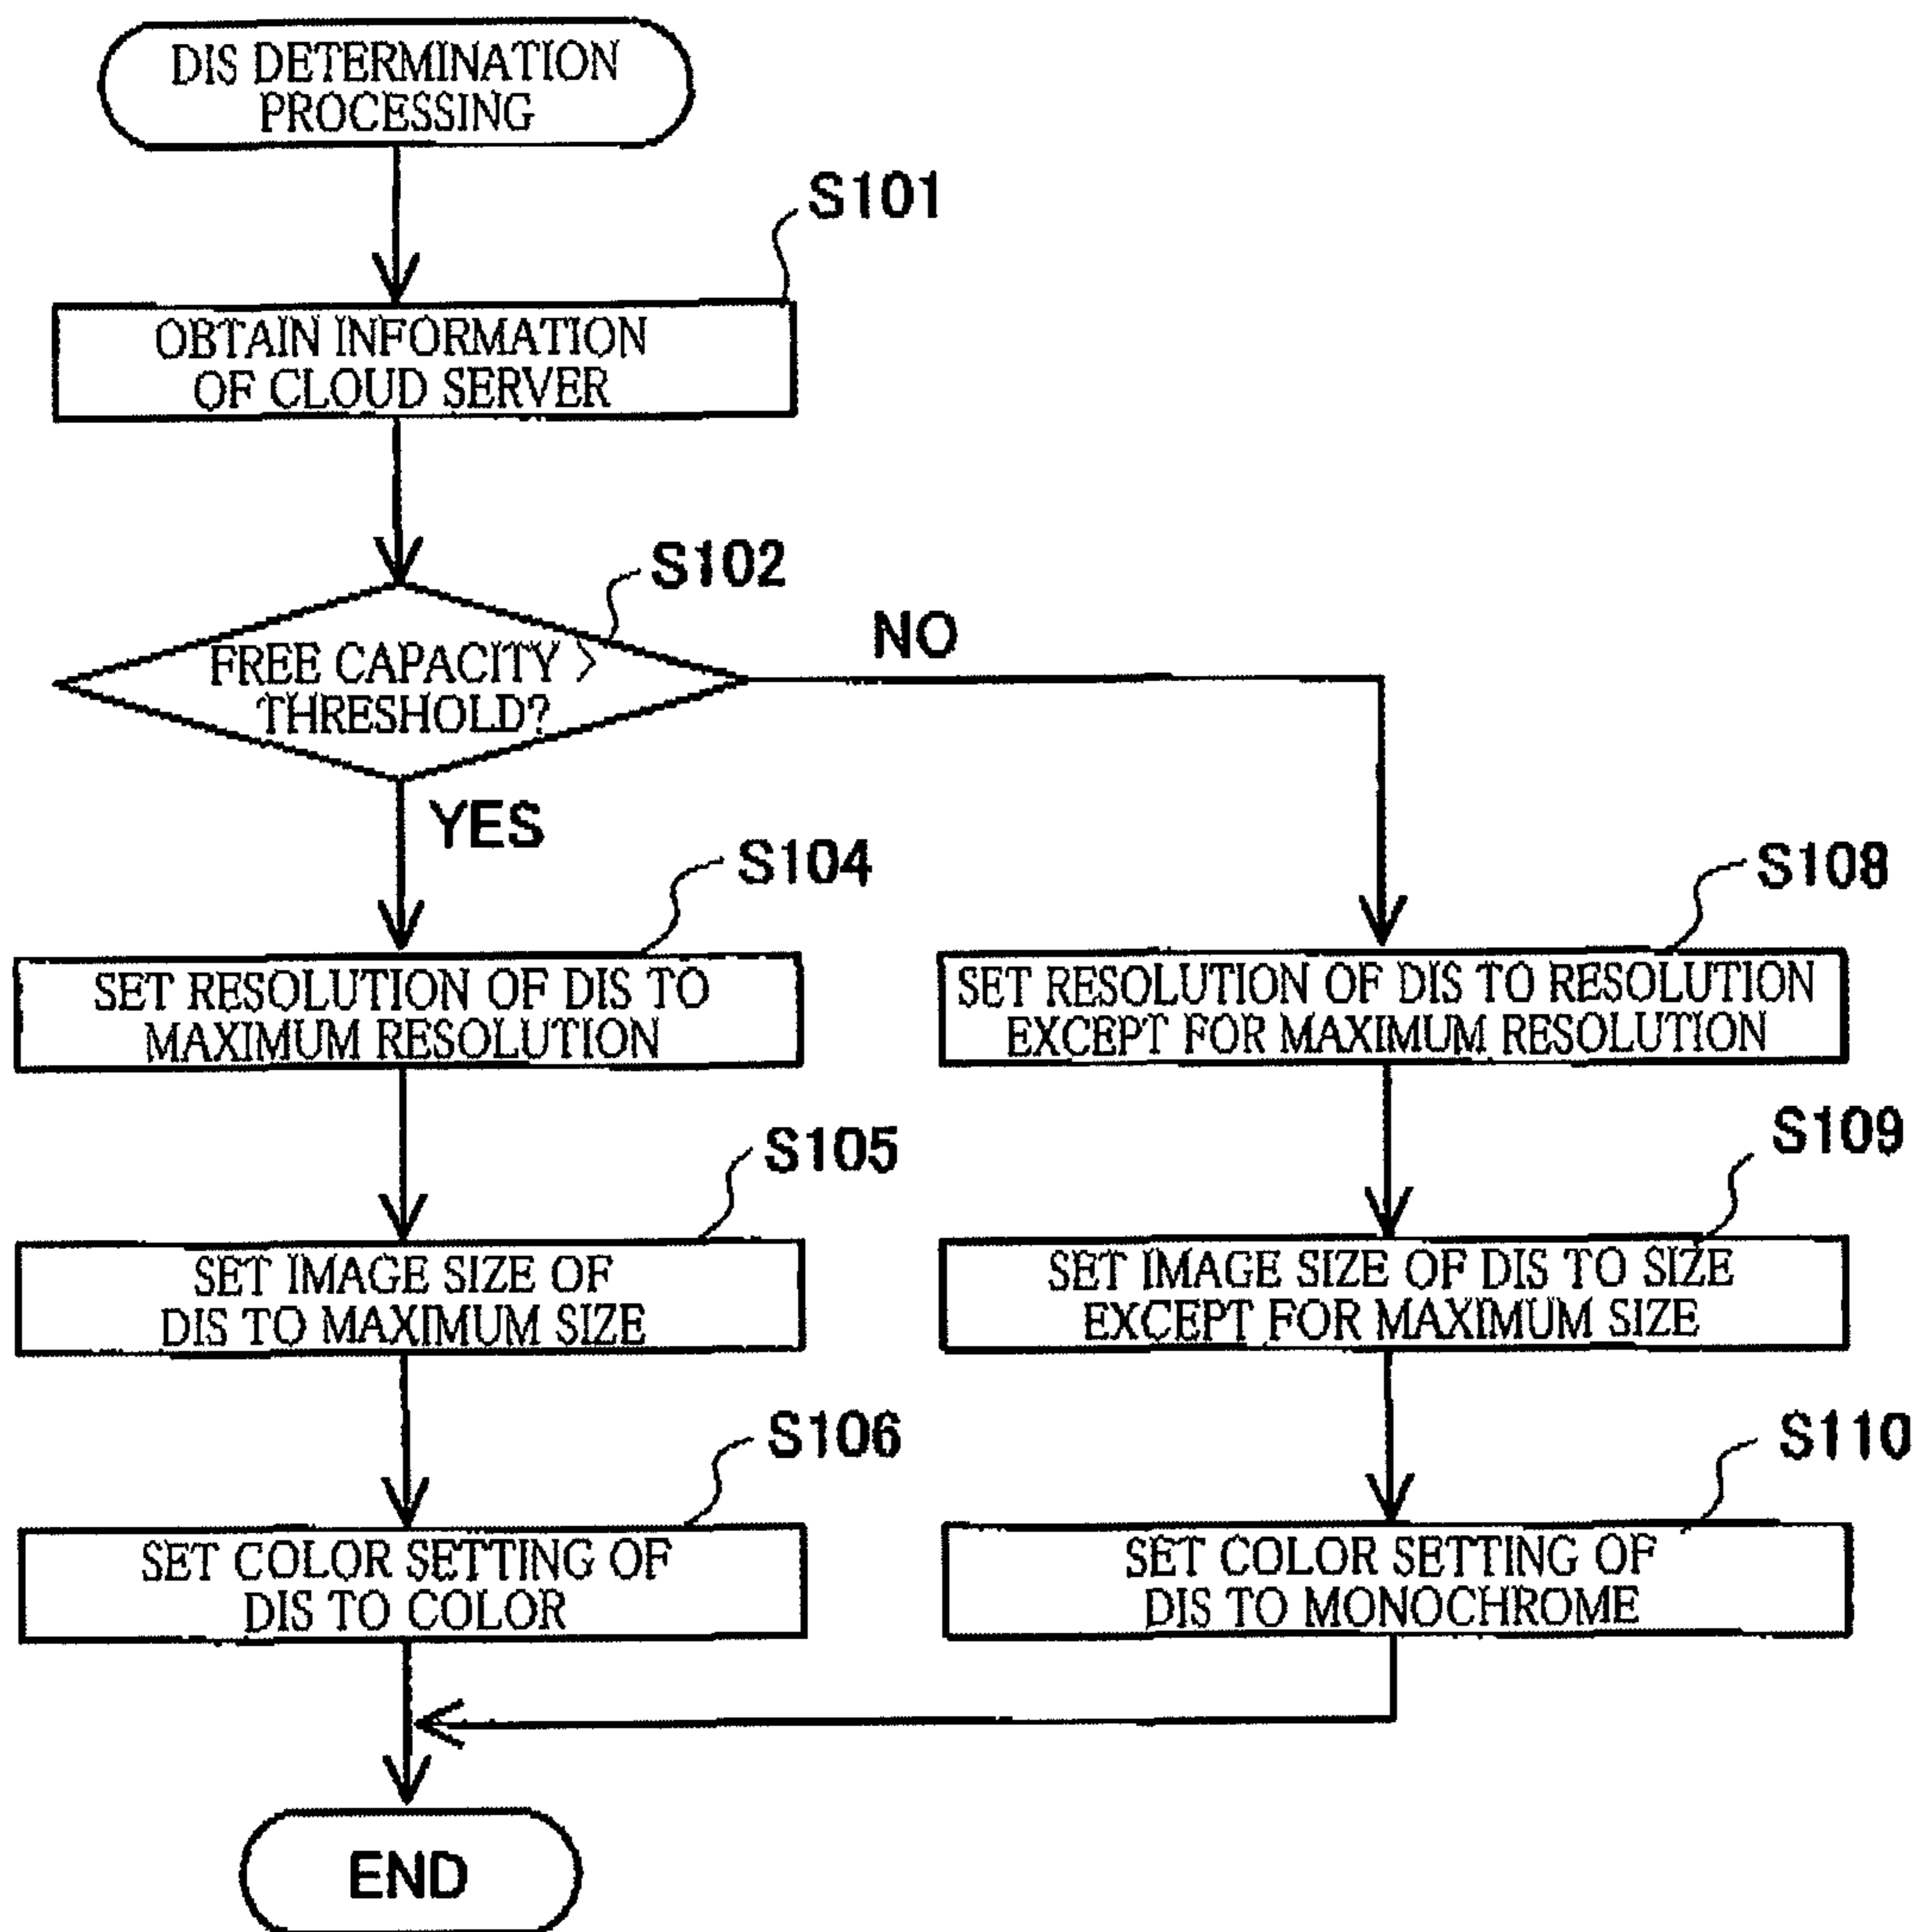 DIS DETERMINATION
PROCESSING
S101
OBTAIN INFORMATION
OF CLOUD SERVER
S102
FREE CAPACITY >
THRESHOLD?
NO
YES
S104
SET RESOLUTION OF DIS TO
MAXIMUM RESOLUTION
S108
SET RESOLUTION OF DIS TO RESOLUTION
EXCEPT FOR MAXIMUM RESOLUTION
S105
SET IMAGE SIZE OF
DIS TO MAXIMUM SIZE
S109
SET IMAGE SIZE OF DIS TO SIZE
EXCEPT FOR MAXIMUM SIZE
S106
SET COLOR SETTING OF
DIS TO COLOR
S110
SET COLOR SETTING OF
DIS TO MONOCHROME
END